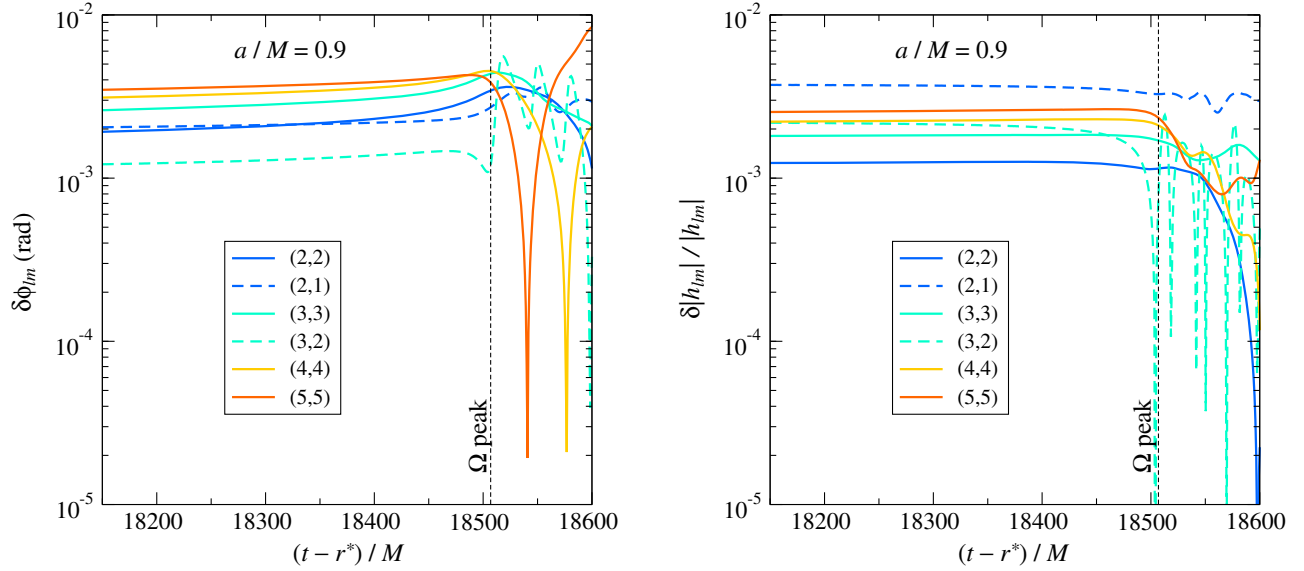 10^-2
a / M = 0.9
10^-3
δϕ_lm (rad)
(2,2)
(2,1)
(3,3)
(3,2)
(4,4)
(5,5)
10^-4
Ω peak
10^-5
18200 18300 18400 18500 18600
(t − r*) / M
10^-2
a / M = 0.9
10^-3
δ|h_lm| / |h_lm|
(2,2)
(2,1)
(3,3)
(3,2)
(4,4)
(5,5)
10^-4
Ω peak
10^-5
18200 18300 18400 18500 18600
(t − r*) / M